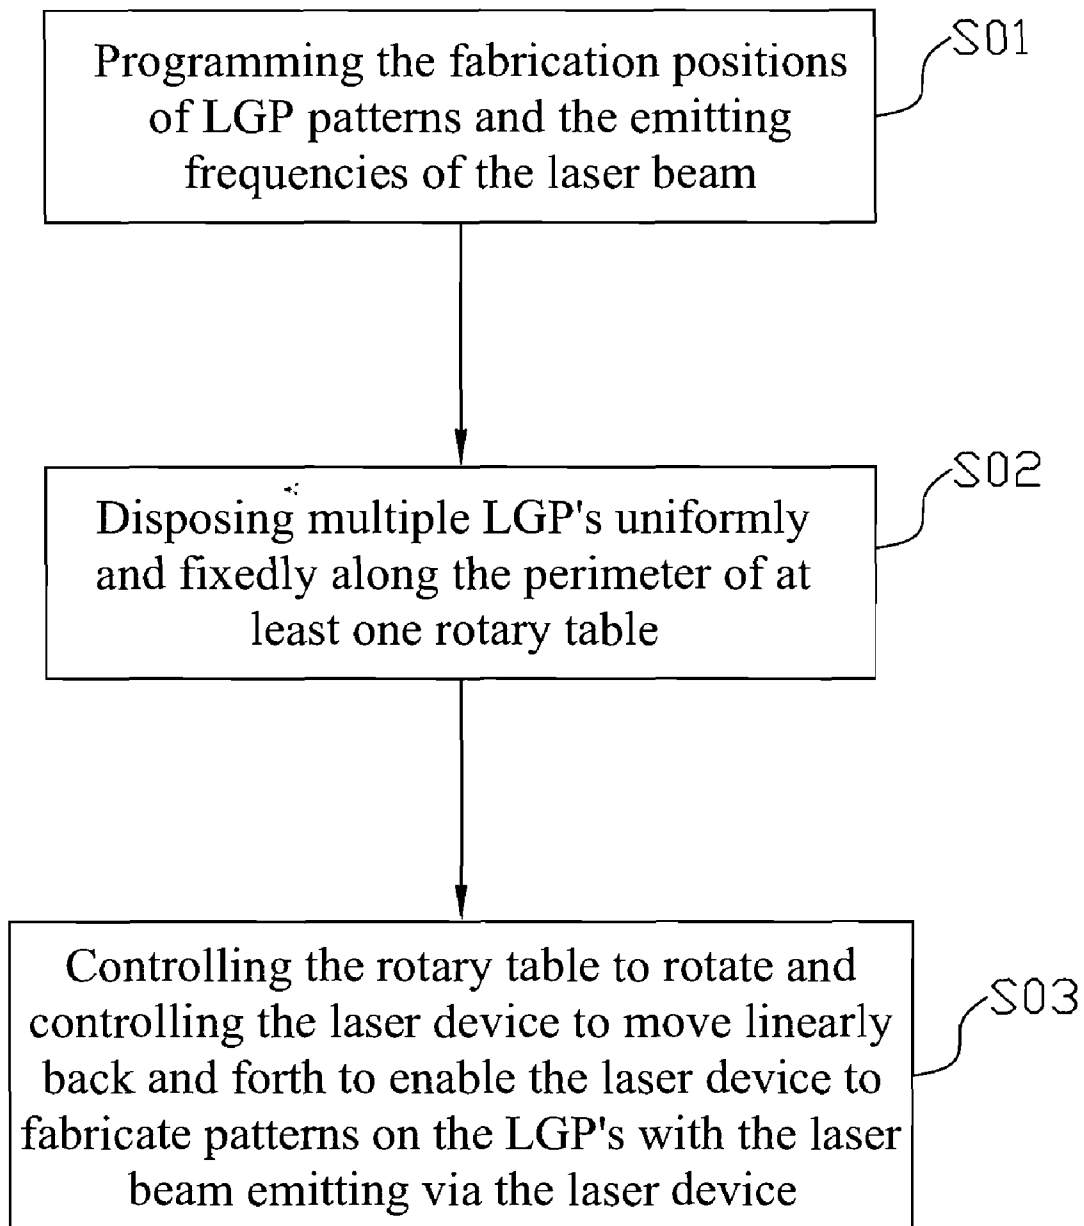 Programming the fabrication positions
of LGP patterns and the emitting
frequencies of the laser beam
S01
Disposing multiple LGP's uniformly
and fixedly along the perimeter of at
least one rotary table
S02
Controlling the rotary table to rotate and
controlling the laser device to move linearly
back and forth to enable the laser device to
fabricate patterns on the LGP's with the laser
beam emitting via the laser device
S03